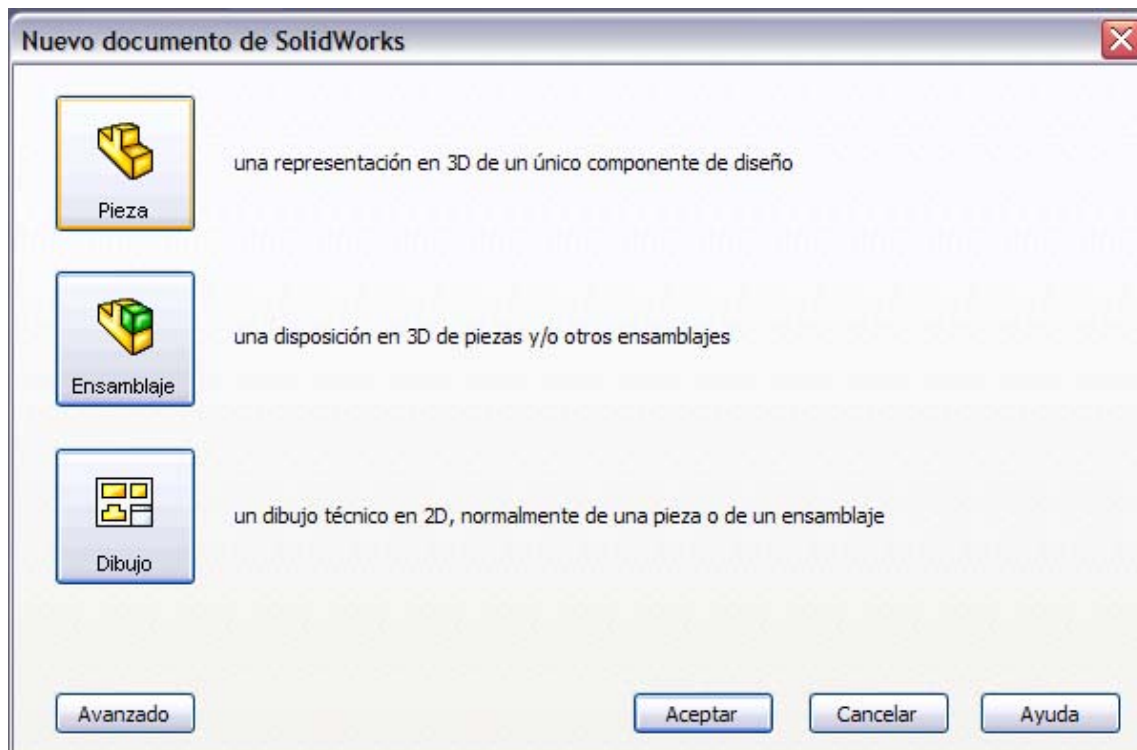 Nuevo documento de SolidWorks
Pieza
una representación en 3D de un único componente de diseño
Ensamblaje
una disposición en 3D de piezas y/o otros ensamblajes
Dibujo
un dibujo técnico en 2D, normalmente de una pieza o de un ensamblaje
Avanzado
Aceptar
Cancelar
Ayuda